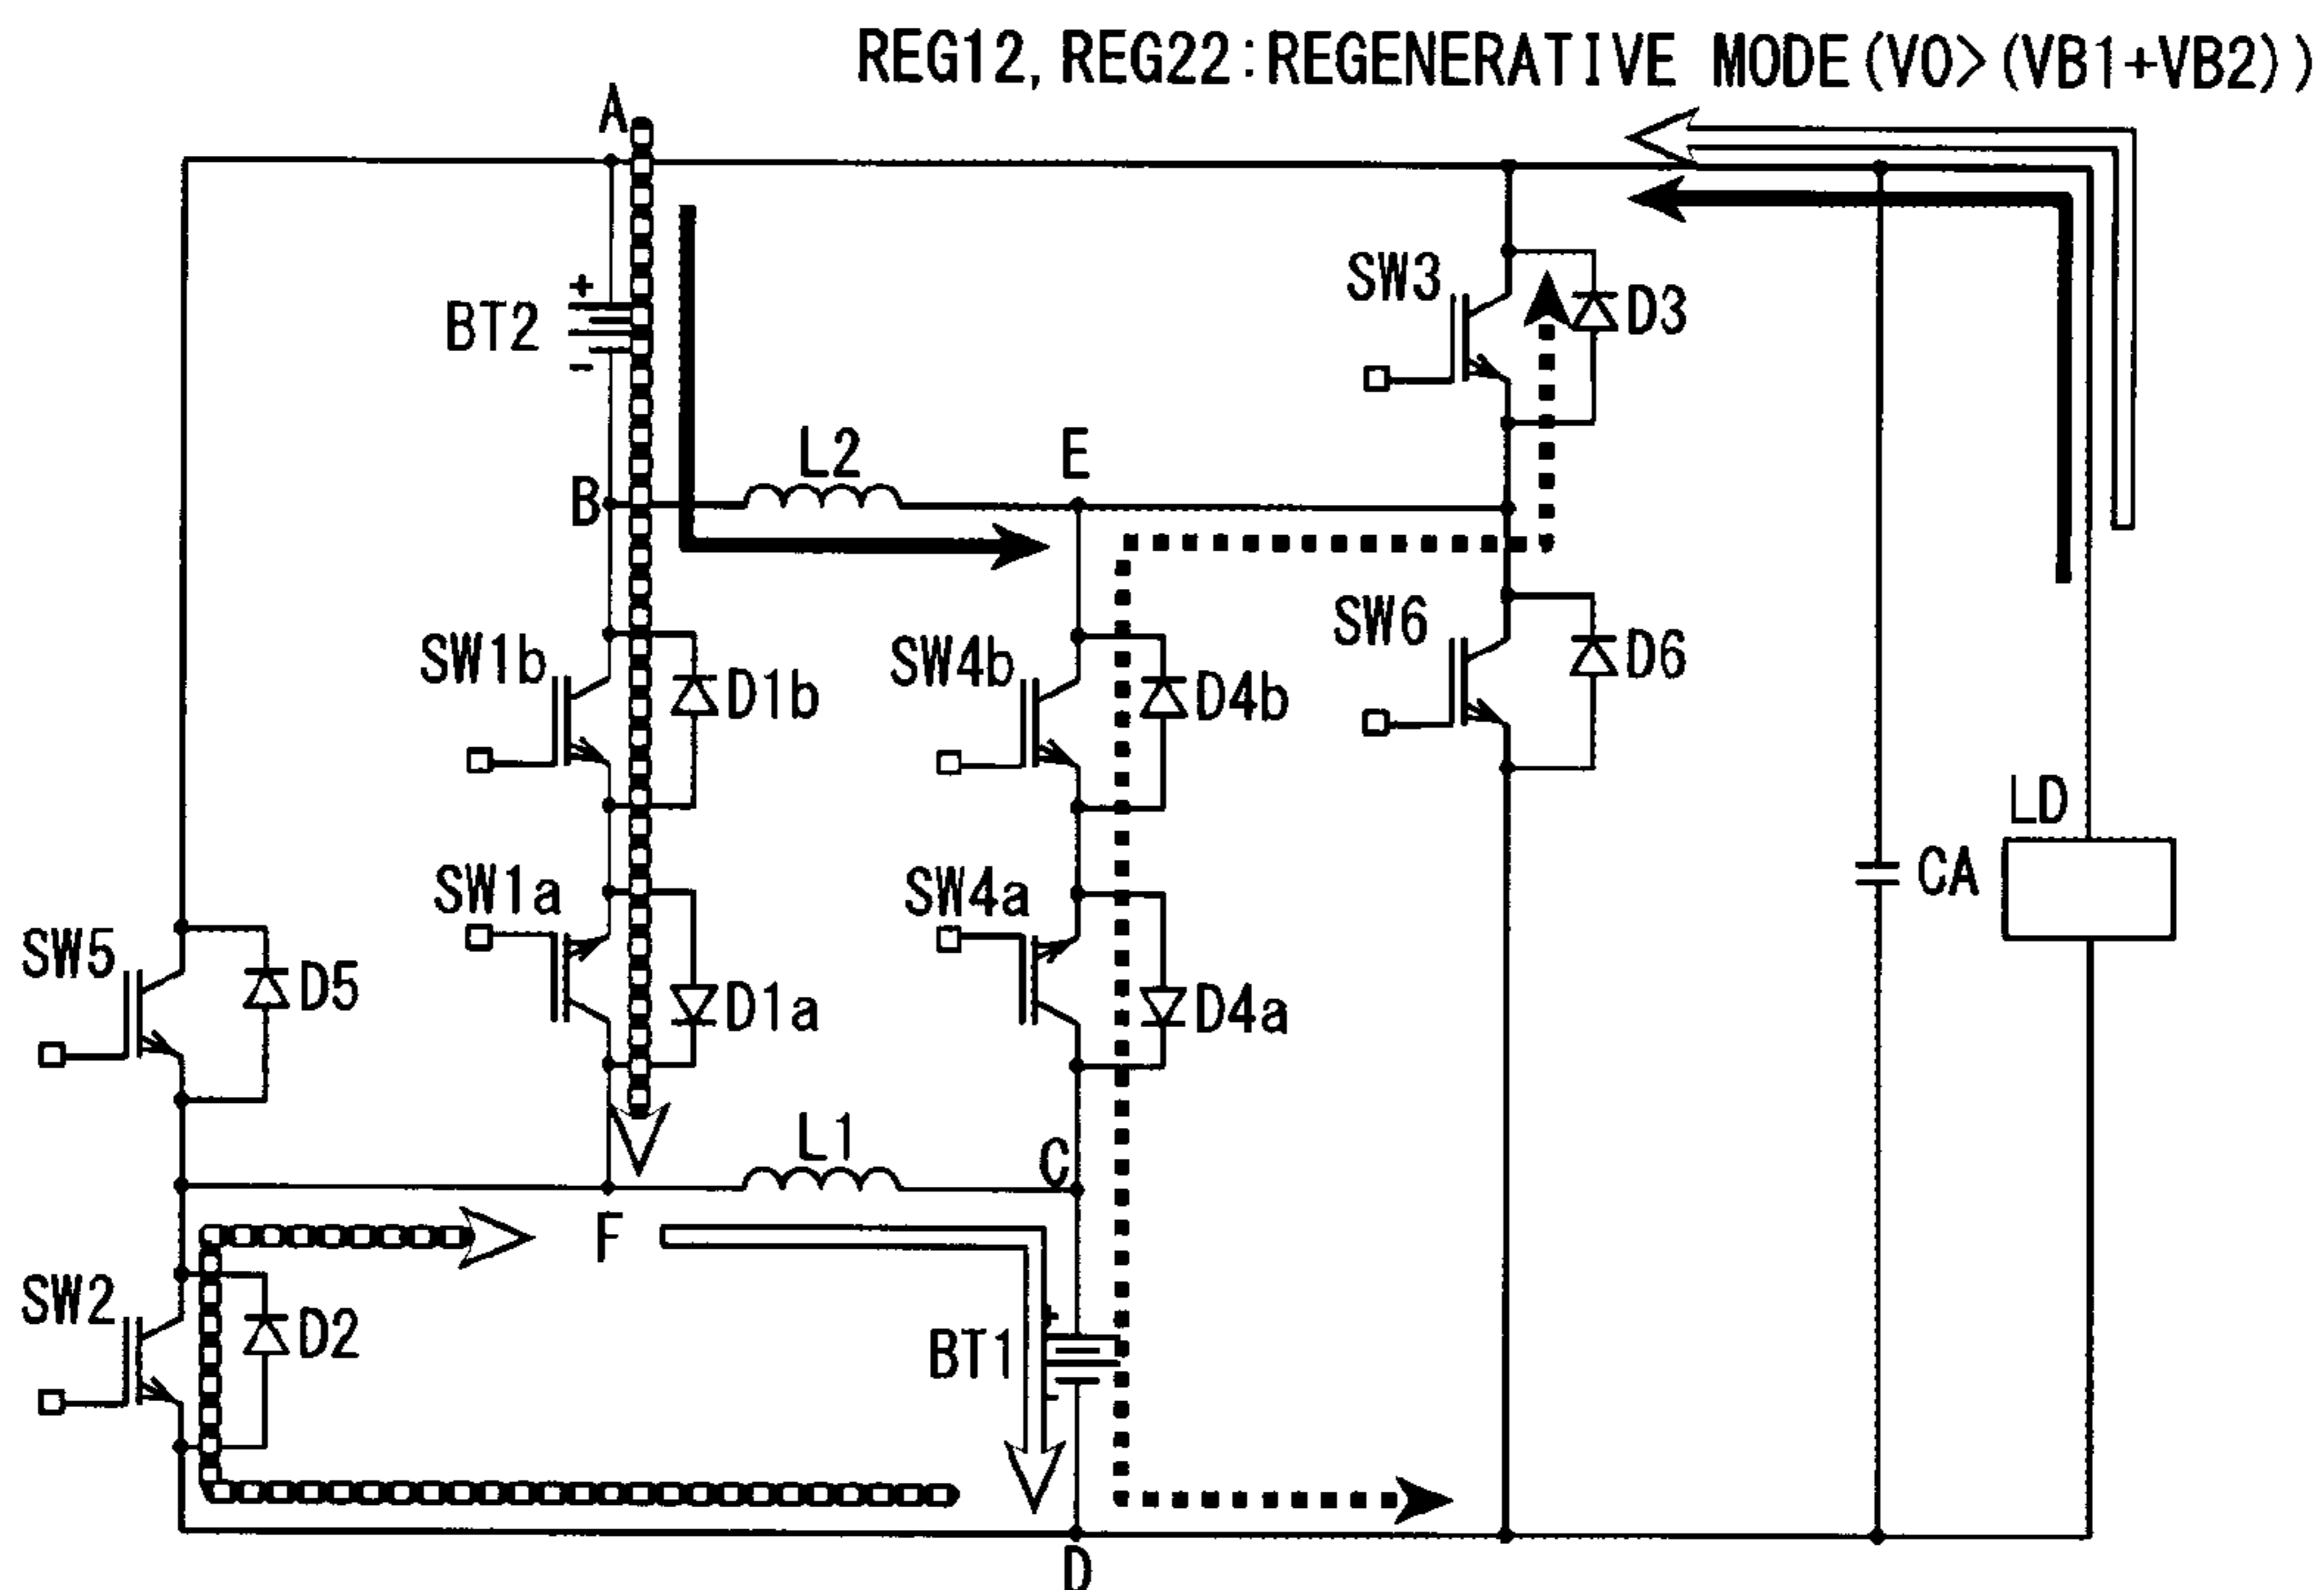 REG12, REG22:REGENERATIVE MODE(VO>(VB1+VB2))
A
+
BT2
-
SW3
D3
L2
E
B
SW1b
D1b
SW4b
D4b
SW6
D6
LD
SW1a
D1a
SW4a
D4a
CA
SW5
D5
L1
C
F
SW2
D2
BT1
+
-
D